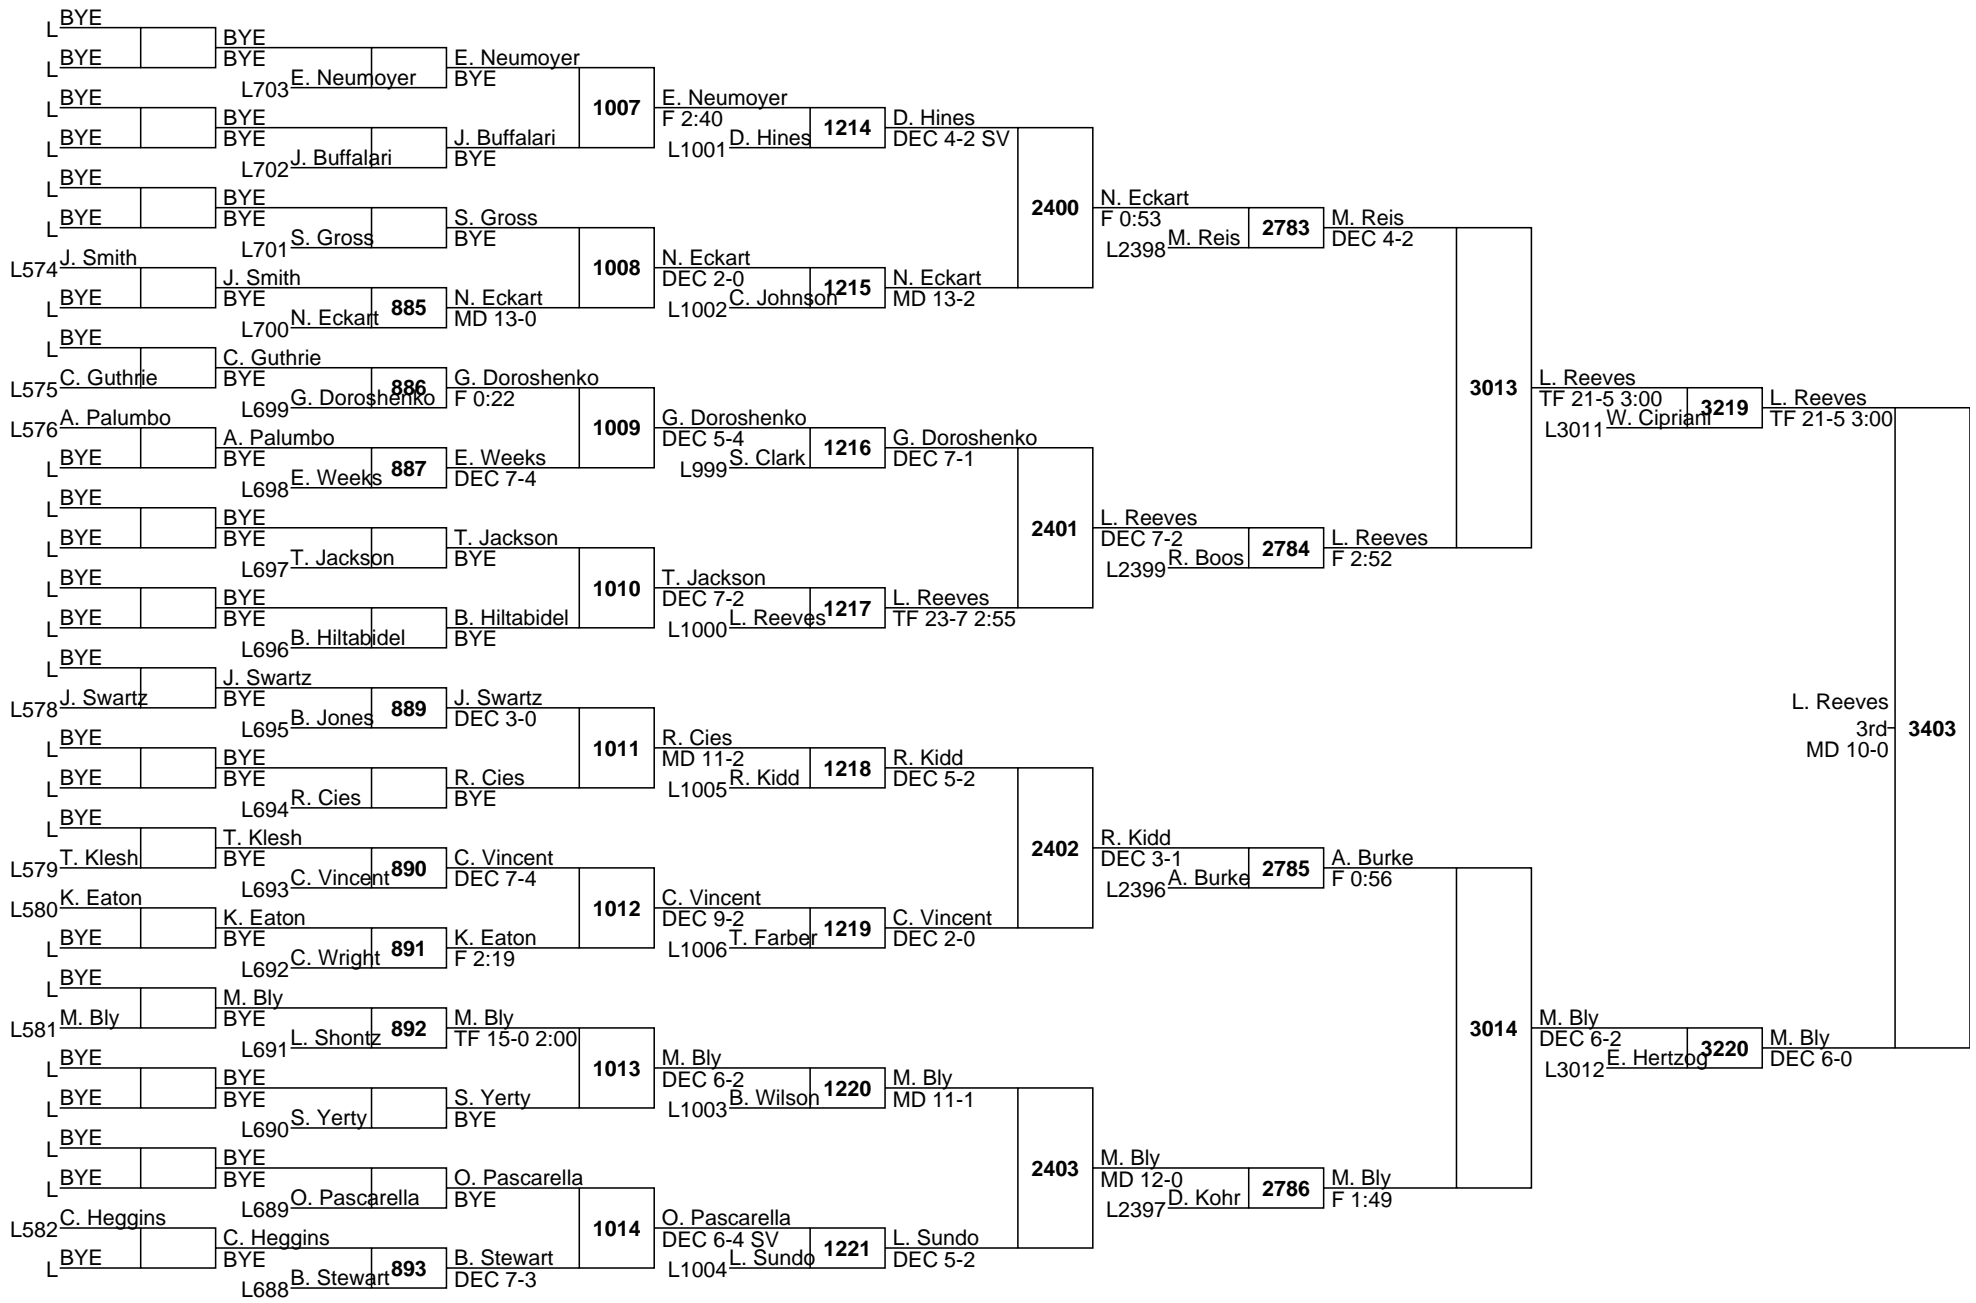 BYE
L
BYE
L
BYE
BYE
L703 E. Neumoyer
E. Neumoyer
BYE
BYE
L
BYE
L
BYE
BYE
L702 J. Buffalari
J. Buffalari
BYE
1007
E. Neumoyer
F 2:40
L1001 D. Hines
1214
D. Hines
DEC 4-2 SV
BYE
L
BYE
L
BYE
BYE
L701 S. Gross
S. Gross
BYE
L574 J. Smith
BYE
L
J. Smith
BYE
L700 N. Eckart
885
N. Eckart
MD 13-0
1008
N. Eckart
DEC 2-0
L1002 C. Johnson
1215
N. Eckart
MD 13-2
2400
N. Eckart
F 0:53
L2398 M. Reis
2783
M. Reis
DEC 4-2
BYE
L
L575 C. Guthrie
C. Guthrie
BYE
L699 G. Doroshenko
886
G. Doroshenko
F 0:22
L576 A. Palumbo
BYE
L
A. Palumbo
BYE
L698 E. Weeks
887
E. Weeks
DEC 7-4
1009
G. Doroshenko
DEC 5-4
L999 S. Clark
1216
G. Doroshenko
DEC 7-1
BYE
L
BYE
L
BYE
BYE
L697 T. Jackson
T. Jackson
BYE
BYE
L
BYE
L
BYE
BYE
L696 B. Hiltabidel
B. Hiltabidel
BYE
1010
T. Jackson
DEC 7-2
L1000 L. Reeves
1217
L. Reeves
TF 23-7 2:55
2401
L. Reeves
DEC 7-2
L2399 R. Boos
2784
L. Reeves
F 2:52
3013
L. Reeves
TF 21-5 3:00
L3011 W. Cipriani
3219
L. Reeves
TF 21-5 3:00
BYE
L
L578 J. Swartz
J. Swartz
BYE
L695 B. Jones
889
J. Swartz
DEC 3-0
BYE
L
BYE
L
BYE
BYE
L694 R. Cies
R. Cies
BYE
1011
R. Cies
MD 11-2
L1005 R. Kidd
1218
R. Kidd
DEC 5-2
BYE
L
L579 T. Klesh
T. Klesh
BYE
L693 C. Vincent
890
C. Vincent
DEC 7-4
L580 K. Eaton
BYE
L
K. Eaton
BYE
L692 C. Wright
891
K. Eaton
F 2:19
1012
C. Vincent
DEC 9-2
L1006 T. Farber
1219
C. Vincent
DEC 2-0
2402
R. Kidd
DEC 3-1
L2396 A. Burke
2785
A. Burke
F 0:56
BYE
L
L581 M. Bly
M. Bly
BYE
L691 L. Shontz
892
M. Bly
TF 15-0 2:00
BYE
L
BYE
L
BYE
BYE
L690 S. Yerty
S. Yerty
BYE
1013
M. Bly
DEC 6-2
L1003 B. Wilson
1220
M. Bly
MD 11-1
BYE
L
BYE
L
BYE
BYE
L689 O. Pascarella
O. Pascarella
BYE
L582 C. Heggins
BYE
L
C. Heggins
BYE
L688 B. Stewart
893
B. Stewart
DEC 7-3
1014
O. Pascarella
DEC 6-4 SV
L1004 L. Sundo
1221
L. Sundo
DEC 5-2
2403
M. Bly
MD 12-0
L2397 D. Kohr
2786
M. Bly
F 1:49
3014
M. Bly
DEC 6-2
L3012 E. Hertzog
3220
M. Bly
DEC 6-0
L. Reeves
3rd
MD 10-0
3403